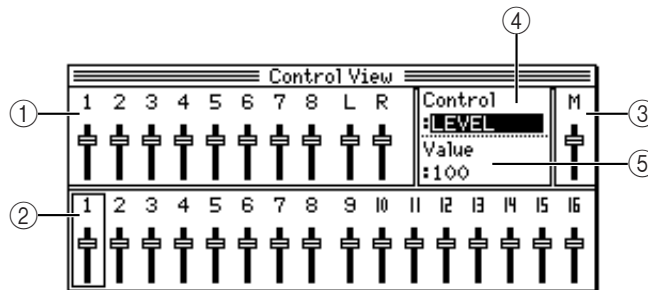 ④
Control View
① 1 2 3 4 5 6 7 8 L R Control M ③
:LEVEL
Value ⑤
:100
② 1 2 3 4 5 6 7 8 9 10 11 12 13 14 15 16